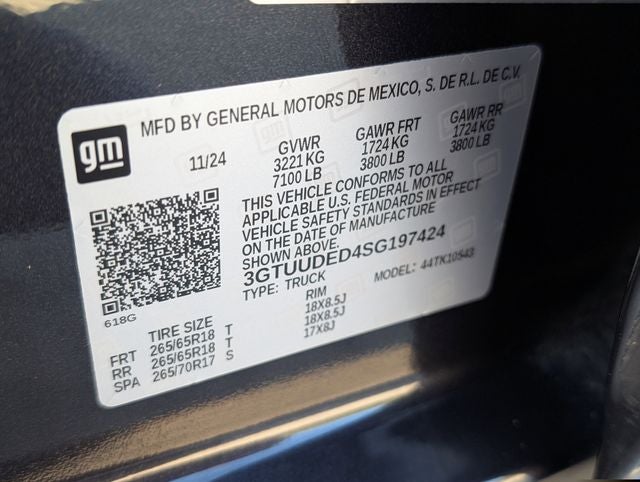 MFD BY GENERAL MOTORS DE MEXICO, S. DE R.L. DE C.V.
gm
11/24 GVWR GAWR FRT GAWR RR
3221 KG 1724 KG 1724 KG
7100 LB 3800 LB 3800 LB
THIS VEHICLE CONFORMS TO ALL
APPLICABLE U.S. FEDERAL MOTOR
VEHICLE SAFETY STANDARDS IN EFFECT
ON THE DATE OF MANUFACTURE
SHOWN ABOVE.
3GTUUDED4SG197424
TYPE: TRUCK MODEL: 44TK10543
618G
TIRE SIZE RIM
FRT 265/65R18 T 18X8.5J
RR 265/65R18 T 18X8.5J
SPA 265/70R17 S 17X8J